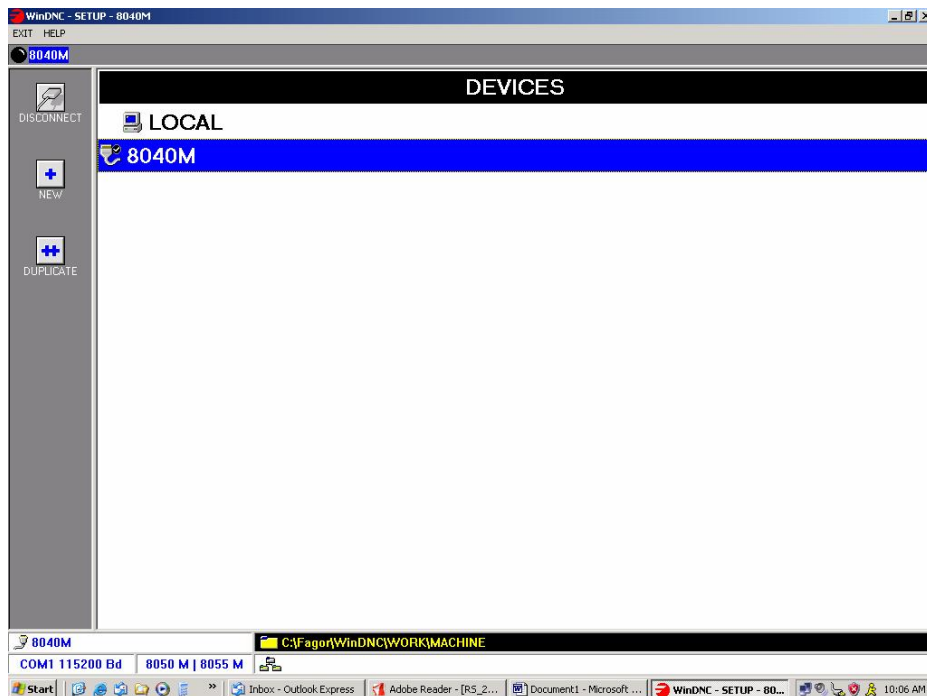 WinDNC - SETUP - 8040M
EXIT HELP
8040M
DEVICES
DISCONNECT
LOCAL
8040M
NEW
DUPLICATE
8040M
C:\Fagor\WinDNC\WORK\MACHINE
COM1 115200 Bd
8050 M | 8055 M
Start
»
Inbox - Outlook Express
Adobe Reader - [RS_2...
Document1 - Microsoft ...
WinDNC - SETUP - 80...
10:06 AM